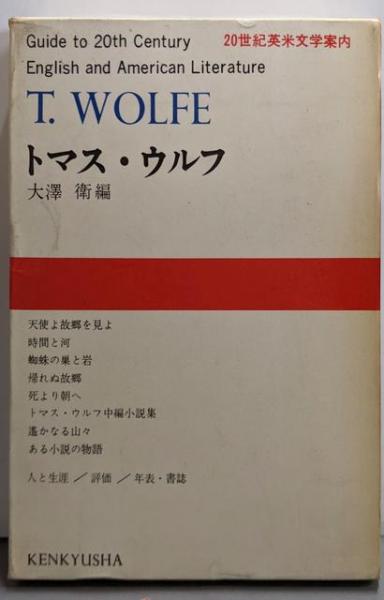 Guide to 20th Century 20世紀英米文学案内
English and American Literature
T. WOLFE
トマス・ウルフ
大澤 衛編
天使よ故郷を見よ
時間と河
蜘蛛の巣と岩
帰れぬ故郷
死より朝へ
トマス・ウルフ中編小説集
遙かなる山々
ある小説の物語
人と生涯／評価／年表・書誌
KENKYUSHA